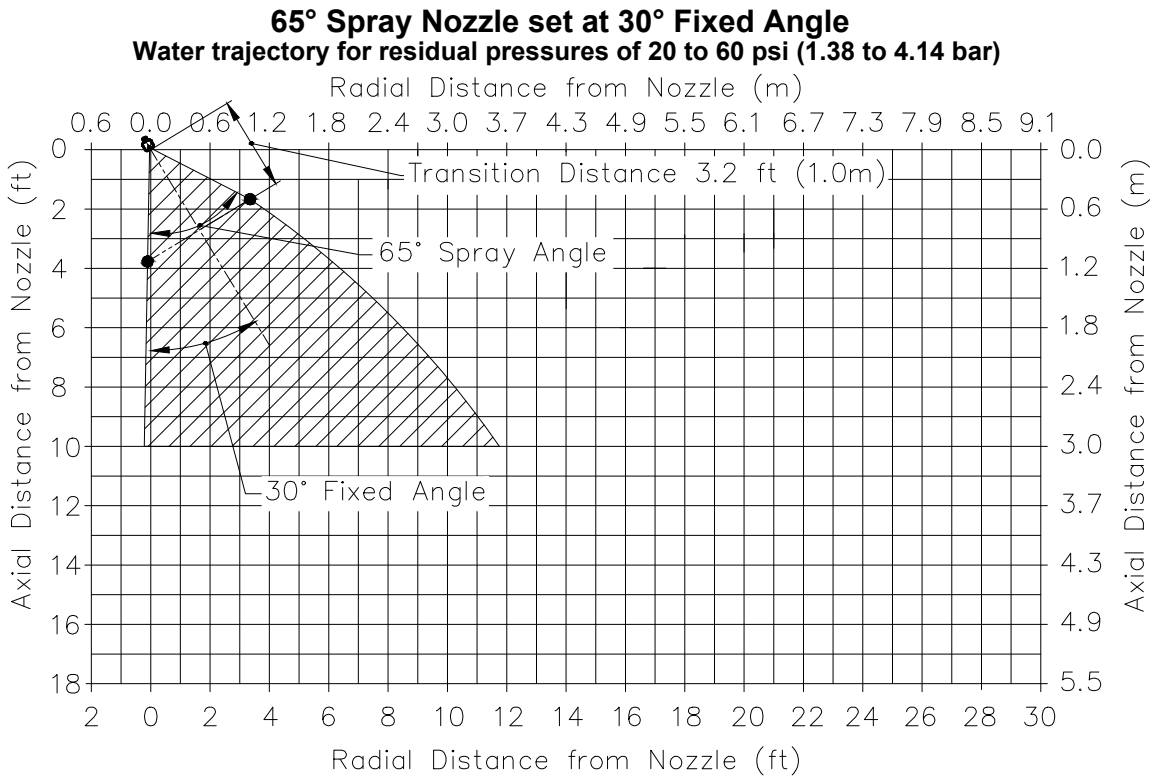 65° Spray Nozzle set at 30° Fixed Angle
Water trajectory for residual pressures of 20 to 60 psi (1.38 to 4.14 bar)
Radial Distance from Nozzle (m)
0.6 0.0 0.6 1.2 1.8 2.4 3.0 3.6 4.3 4.9 5.5 6.1 6.7 7.3 7.9 8.5 9.1
Axial Distance from Nozzle (ft)
0
2
4
6
8
10
12
14
16
18
Transition Distance 3.2 ft (1.0m)
65° Spray Angle
30° Fixed Angle
0.0
0.6
1.2
1.8
2.4
3.0
3.7
4.3
4.9
5.5
Axial Distance from Nozzle (m)
2 0 2 4 6 8 10 12 14 16 18 20 22 24 26 28 30
Radial Distance from Nozzle (ft)